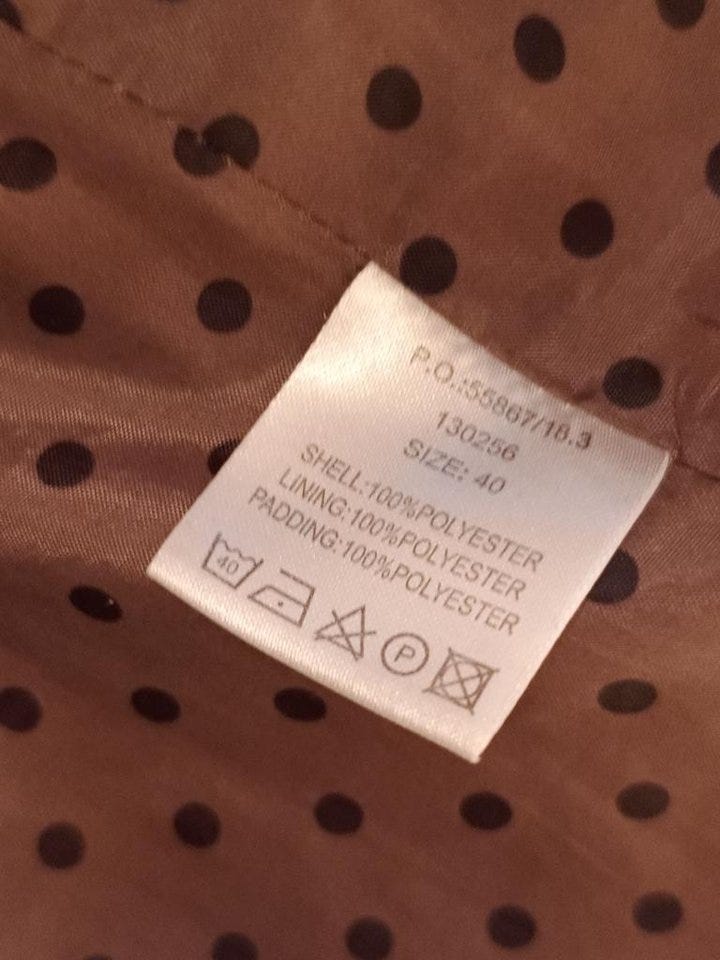 P.O.:55867/18.3
130256
SIZE: 40
SHELL:100%POLYESTER
LINING:100%POLYESTER
PADDING:100%POLYESTER
40
P